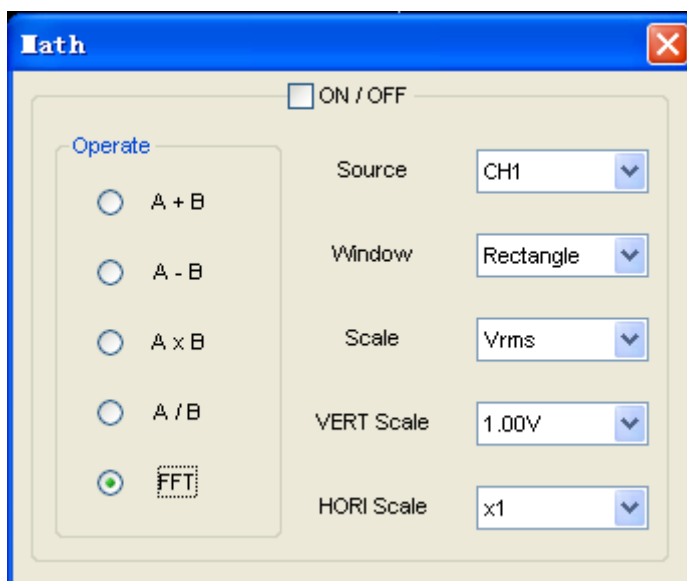 Math
ON / OFF
Operate
A + B
A - B
A x B
A / B
FFT
Source CH1
Window Rectangle
Scale Vrms
VERT Scale 1.00V
HORI Scale x1